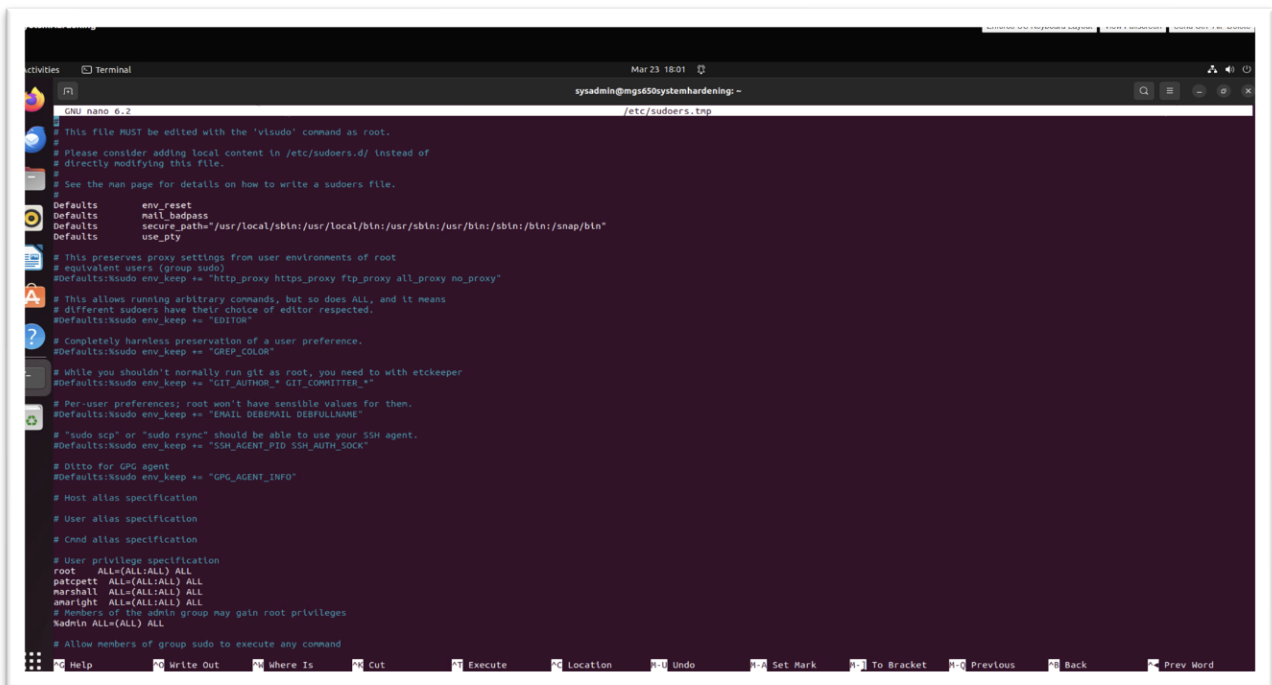 Activities Terminal Mar 23 18:01
sysadmin@mgs650systemhardening: ~
GNU nano 6.2 /etc/sudoers.tmp
#
# This file MUST be edited with the 'visudo' command as root.
#
# Please consider adding local content in /etc/sudoers.d/ instead of
# directly modifying this file.
#
# See the man page for details on how to write a sudoers file.
#
Defaults env_reset
Defaults mail_badpass
Defaults secure_path="/usr/local/sbin:/usr/local/bin:/usr/sbin:/usr/bin:/sbin:/bin:/snap/bin"
Defaults use_pty
# This preserves proxy settings from user environments of root
# equivalent users (group sudo)
#Defaults:%sudo env_keep += "http_proxy https_proxy ftp_proxy all_proxy no_proxy"
# This allows running arbitrary commands, but so does ALL, and it means
# different sudoers have their choice of editor respected.
#Defaults:%sudo env_keep += "EDITOR"
# Completely harmless preservation of a user preference.
#Defaults:%sudo env_keep += "GREP_COLOR"
# While you shouldn't normally run git as root, you need to with etckeeper
#Defaults:%sudo env_keep += "GIT_AUTHOR_* GIT_COMMITTER_*"
# Per-user preferences; root won't have sensible values for them.
#Defaults:%sudo env_keep += "EMAIL DEBEMAIL DEBFULLNAME"
# "sudo scp" or "sudo rsync" should be able to use your SSH agent.
#Defaults:%sudo env_keep += "SSH_AGENT_PID SSH_AUTH_SOCK"
# Ditto for GPG agent
#Defaults:%sudo env_keep += "GPG_AGENT_INFO"
# Host alias specification
# User alias specification
# Cmnd alias specification
# User privilege specification
root ALL=(ALL:ALL) ALL
patcpett ALL=(ALL:ALL) ALL
marshall ALL=(ALL:ALL) ALL
amaright ALL=(ALL:ALL) ALL
# Members of the admin group may gain root privileges
%admin ALL=(ALL) ALL
# Allow members of group sudo to execute any command
^G Help ^O Write Out ^W Where Is ^K Cut ^T Execute ^C Location M-U Undo M-A Set Mark M-] To Bracket M-Q Previous ^B Back ^◀ Prev Word